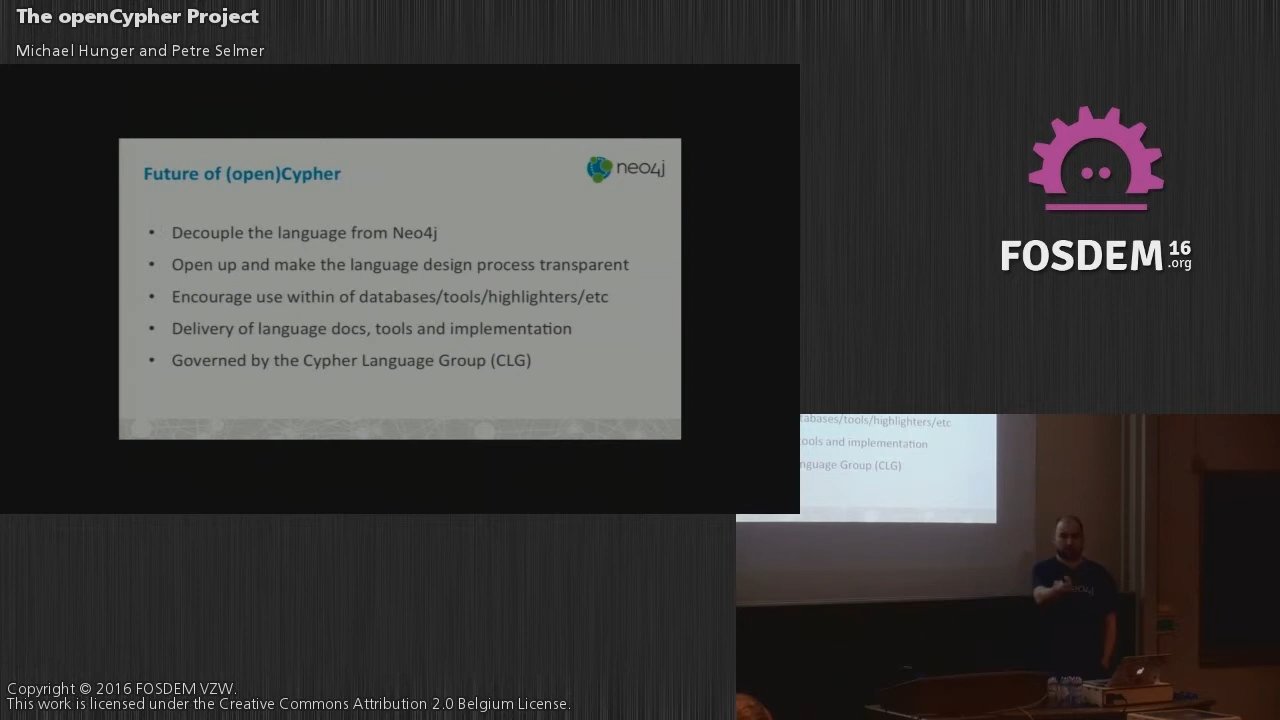 The openCypher Project
Michael Hunger and Petre Selmer
Future of (open)Cypher
neo4j
• Decouple the language from Neo4j
• Open up and make the language design process transparent
• Encourage use within of databases/tools/highlighters/etc
• Delivery of language docs, tools and implementation
• Governed by the Cypher Language Group (CLG)
FOSDEM 16
.org
tabases/tools/highlighters/etc
tools and implementation
nguage Group (CLG)
Copyright © 2016 FOSDEM VZW.
This work is licensed under the Creative Commons Attribution 2.0 Belgium License.